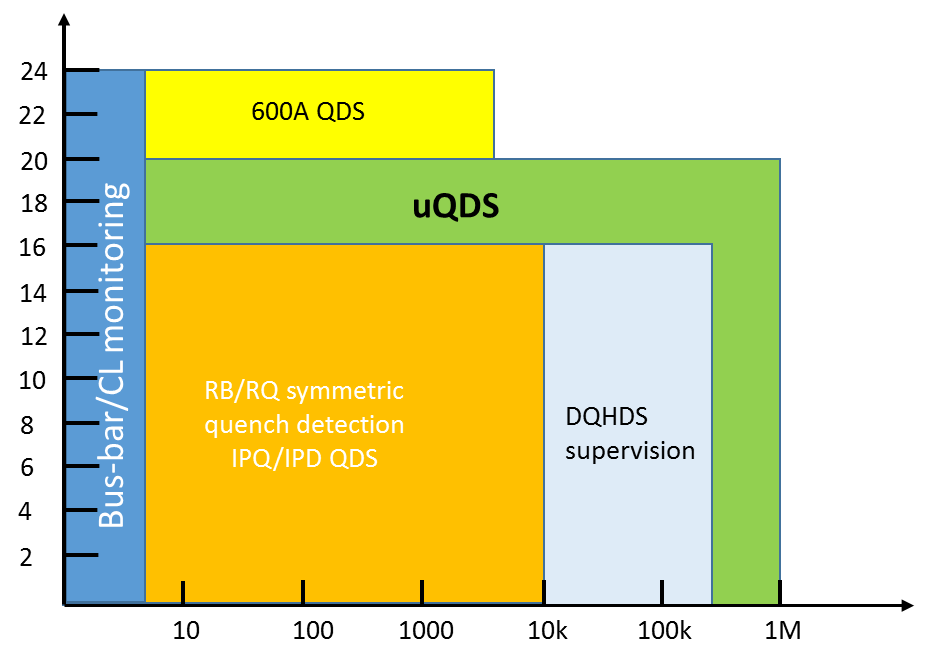 24
22
20
18
16
14
12
10
8
6
4
2
Bus-bar/CL monitoring
600A QDS
uQDS
RB/RQ symmetric
quench detection
IPQ/IPD QDS
DQHDS
supervision
10
100
1000
10k
100k
1M